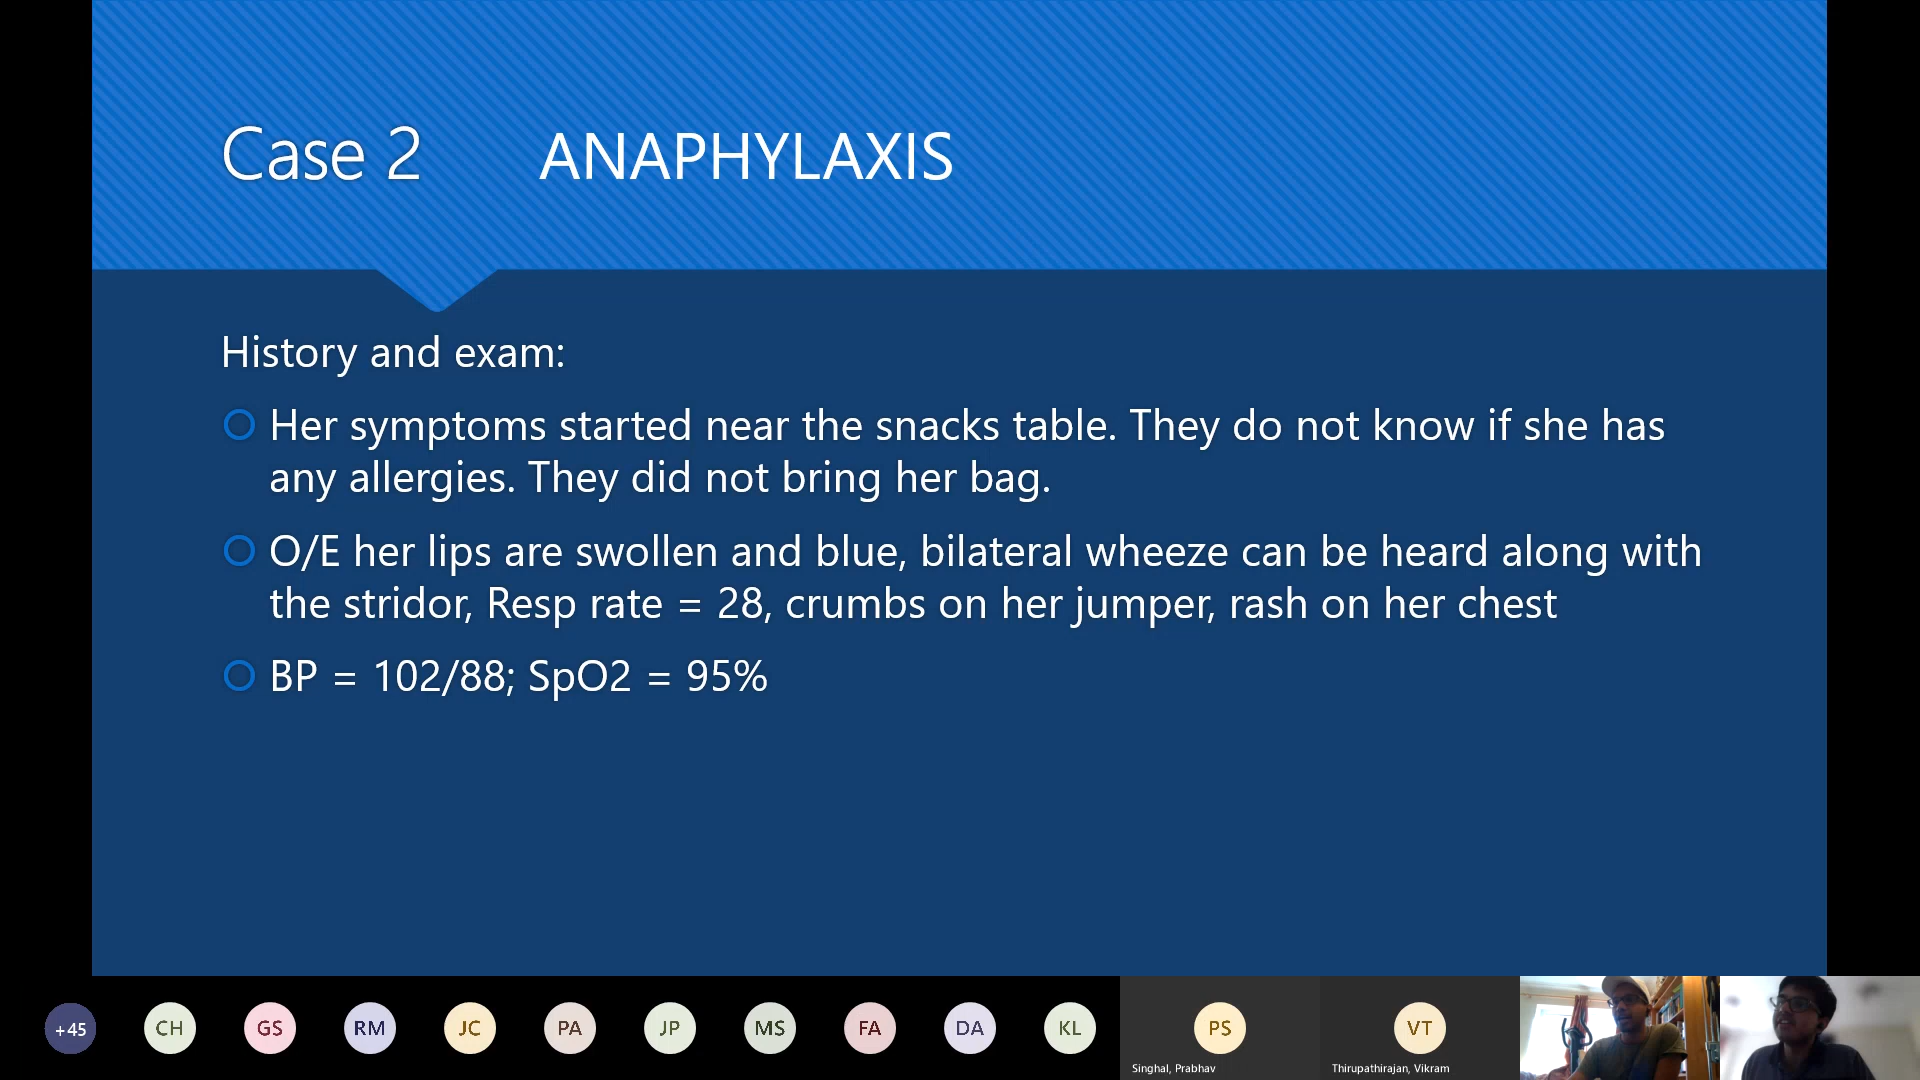 Case 2 ANAPHYLAXIS
History and exam:
Her symptoms started near the snacks table. They do not know if she has
any allergies. They did not bring her bag.
O/E her lips are swollen and blue, bilateral wheeze can be heard along with
the stridor, Resp rate = 28, crumbs on her jumper, rash on her chest
BP = 102/88; SpO2 = 95%
+45 CH GS RM JC PA JP MS FA DA KL PS VT
Singhal, Prabhav Thirupathirajan, Vikram